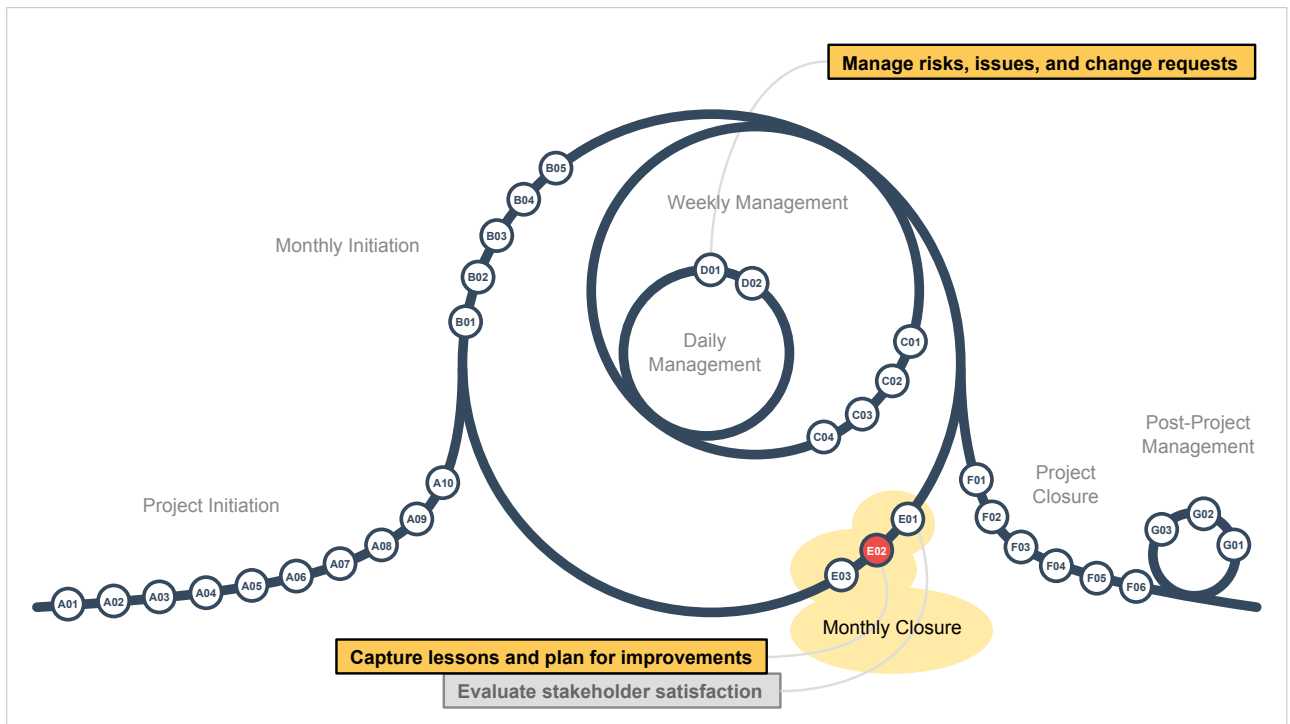 Manage risks, issues, and change requests
B05
B04
B03
B02
B01
Monthly Initiation
Weekly Management
D01
D02
Daily
Management
C01
C02
C03
C04
Post-Project
Management
Project
Closure
Project Initiation
A10
A09
A08
A07
A06
A05
A04
A03
A02
A01
E01
E02
E03
F01
F02
F03
F04
F05
F06
G03
G02
G01
Monthly Closure
Capture lessons and plan for improvements
Evaluate stakeholder satisfaction